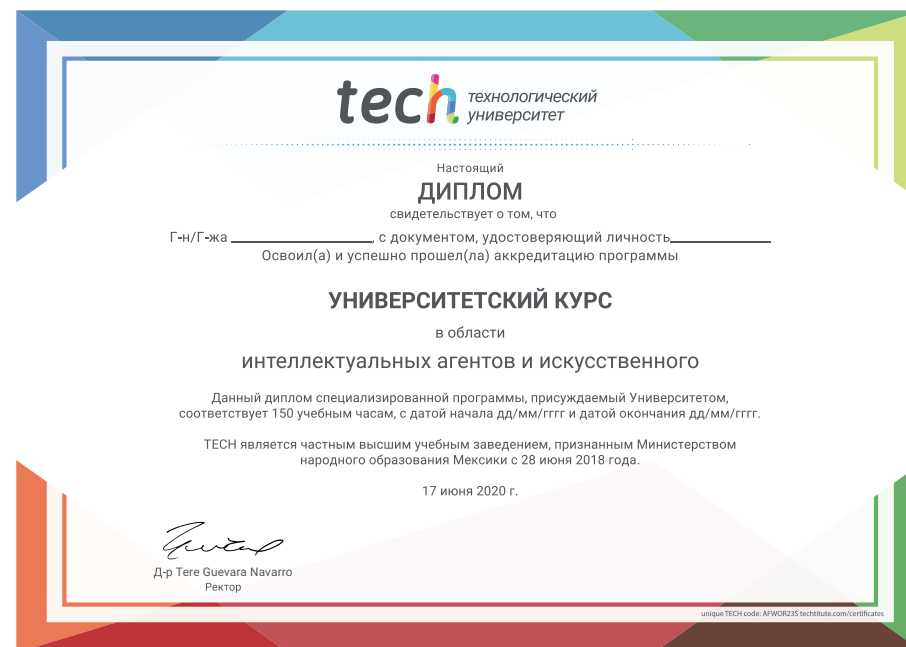 tech технологический
университет
Настоящий
ДИПЛОМ
свидетельствует о том, что
Г-н/Г-жа ____________________, с документом, удостоверяющий личность______________
Освоил(а) и успешно прошел(ла) аккредитацию программы
УНИВЕРСИТЕТСКИЙ КУРС
в области
интеллектуальных агентов и искусственного
Данный диплом специализированной программы, присуждаемый Университетом,
соответствует 150 учебным часам, с датой начала дд/мм/гггг и датой окончания дд/мм/гггг.
TECH является частным высшим учебным заведением, признанным Министерством
народного образования Мексики с 28 июня 2018 года.
17 июня 2020 г.
Д-р Tere Guevara Navarro
Ректор
unique TECH code: AFWOR23S techtitute.com/certificates